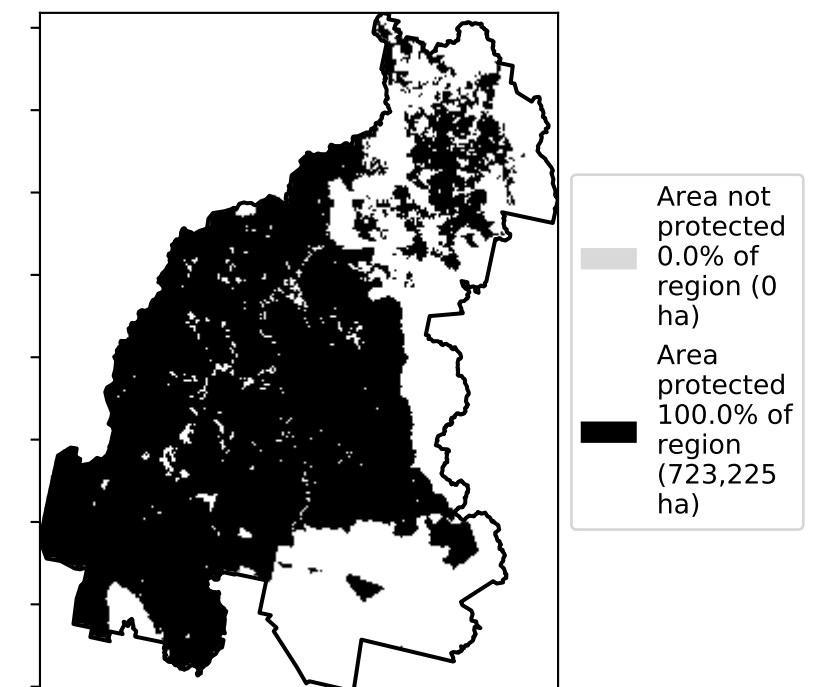 Area not
protected
0.0% of
region (0
ha)
Area
protected
100.0% of
region
(723,225
ha)